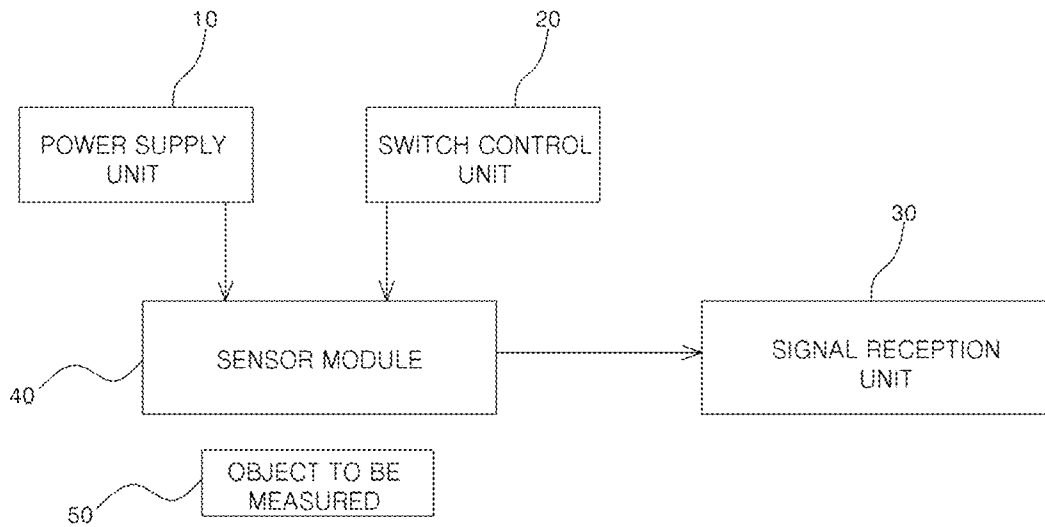 10
20
POWER SUPPLY
UNIT
SWITCH CONTROL
UNIT
30
SENSOR MODULE
SIGNAL RECEPTION
UNIT
40
OBJECT TO BE
MEASURED
50